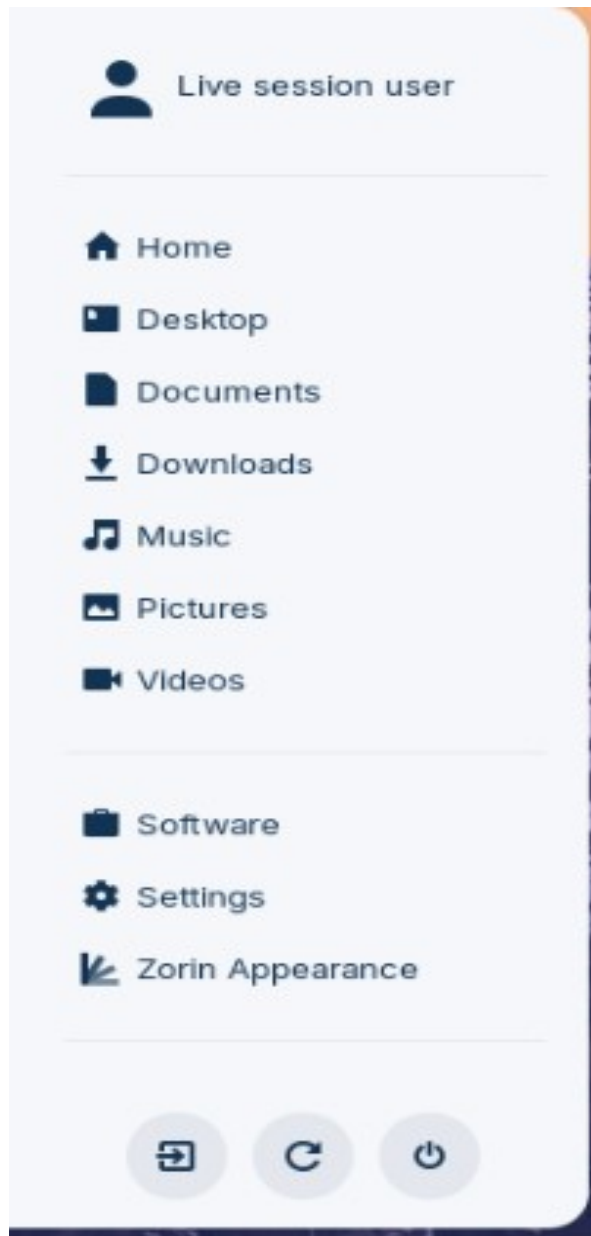 Live session user
Home
Desktop
Documents
Downloads
Music
Pictures
Videos
Software
Settings
Zorin Appearance